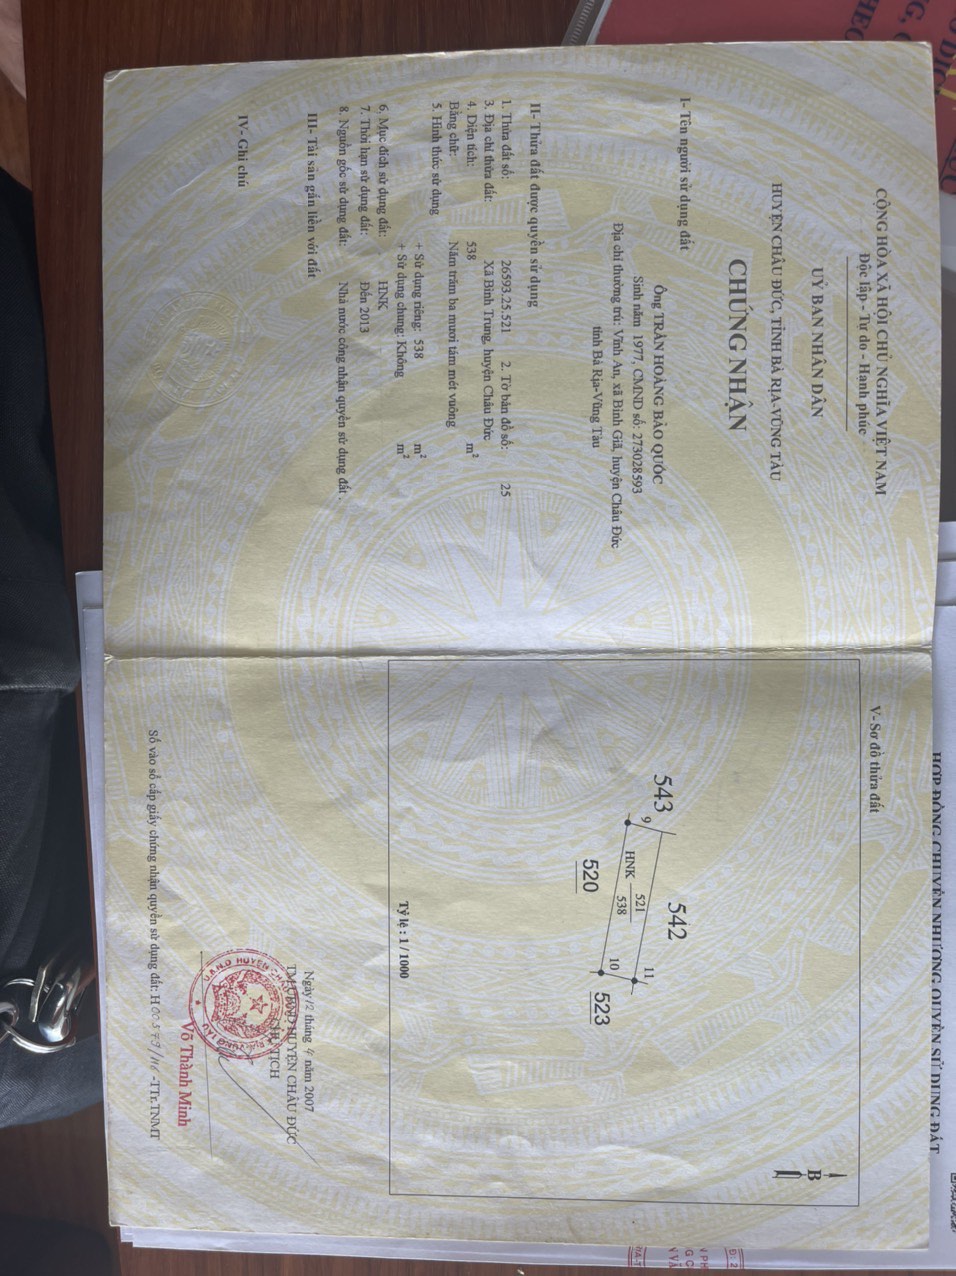 HỢP ĐỒNG CHUYỂN NHƯỢNG QUYỀN SỬ DỤNG ĐẤT
CỘNG HÒA XÃ HỘI CHỦ NGHĨA VIỆT NAM
Độc lập - Tự do - Hạnh phúc
UỶ BAN NHÂN DÂN
HUYỆN CHÂU ĐỨC, TỈNH BÀ RỊA-VŨNG TÀU
CHỨNG NHẬN
I- Tên người sử dụng đất
Ông TRẦN HOÀNG BẢO QUỐC
Sinh năm 1977, CMND số: 273028593
Địa chỉ thường trú: Vĩnh An, xã Bình Giã, huyện Châu Đức
tỉnh Bà Rịa-Vũng Tàu
II- Thửa đất được quyền sử dụng
1. Thửa đất số: 26593.25.521 2. Tờ bản đồ số: 25
3. Địa chỉ thửa đất: Xã Bình Trung, huyện Châu Đức
4. Diện tích: 538 m2
Bằng chữ: Năm trăm ba mươi tám mét vuông
5. Hình thức sử dụng
+ Sử dụng riêng: 538 m2
+ Sử dụng chung: Không m2
6. Mục đích sử dụng đất: HNK
7. Thời hạn sử dụng đất: Đến 2013
8. Nguồn gốc sử dụng đất: Nhà nước công nhận quyền sử dụng đất .
III- Tài sản gắn liền với đất
IV- Ghi chú
V- Sơ đồ thửa đất
B
542
543
9
11
HNK 521
538
10
520
523
Tỷ lệ : 1 / 1000
Ngày 12 tháng 4 năm 2007
TM.UBND HUYỆN CHÂU ĐỨC
CHỦ TỊCH
Võ Thành Minh
Số vào sổ cấp giấy chứng nhận quyền sử dụng đất: H 00579/116 -TTr.TNMT